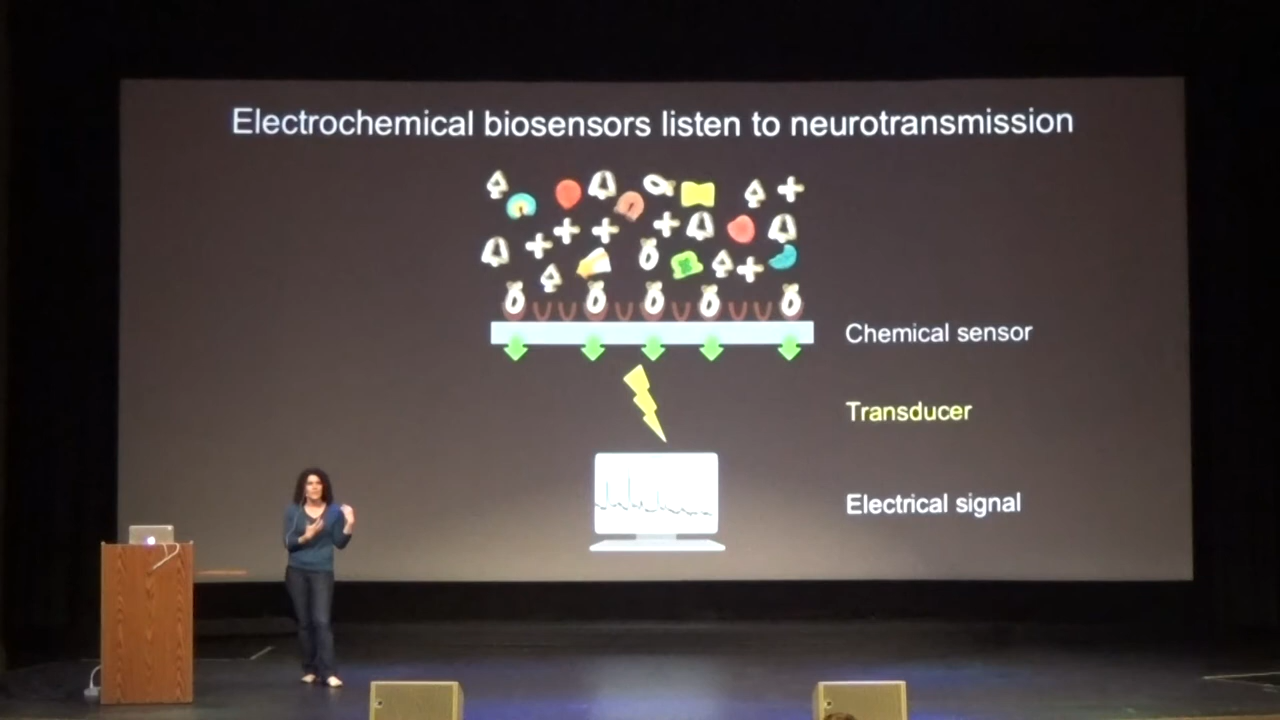 Electrochemical biosensors listen to neurotransmission
Chemical sensor
Transducer
Electrical signal